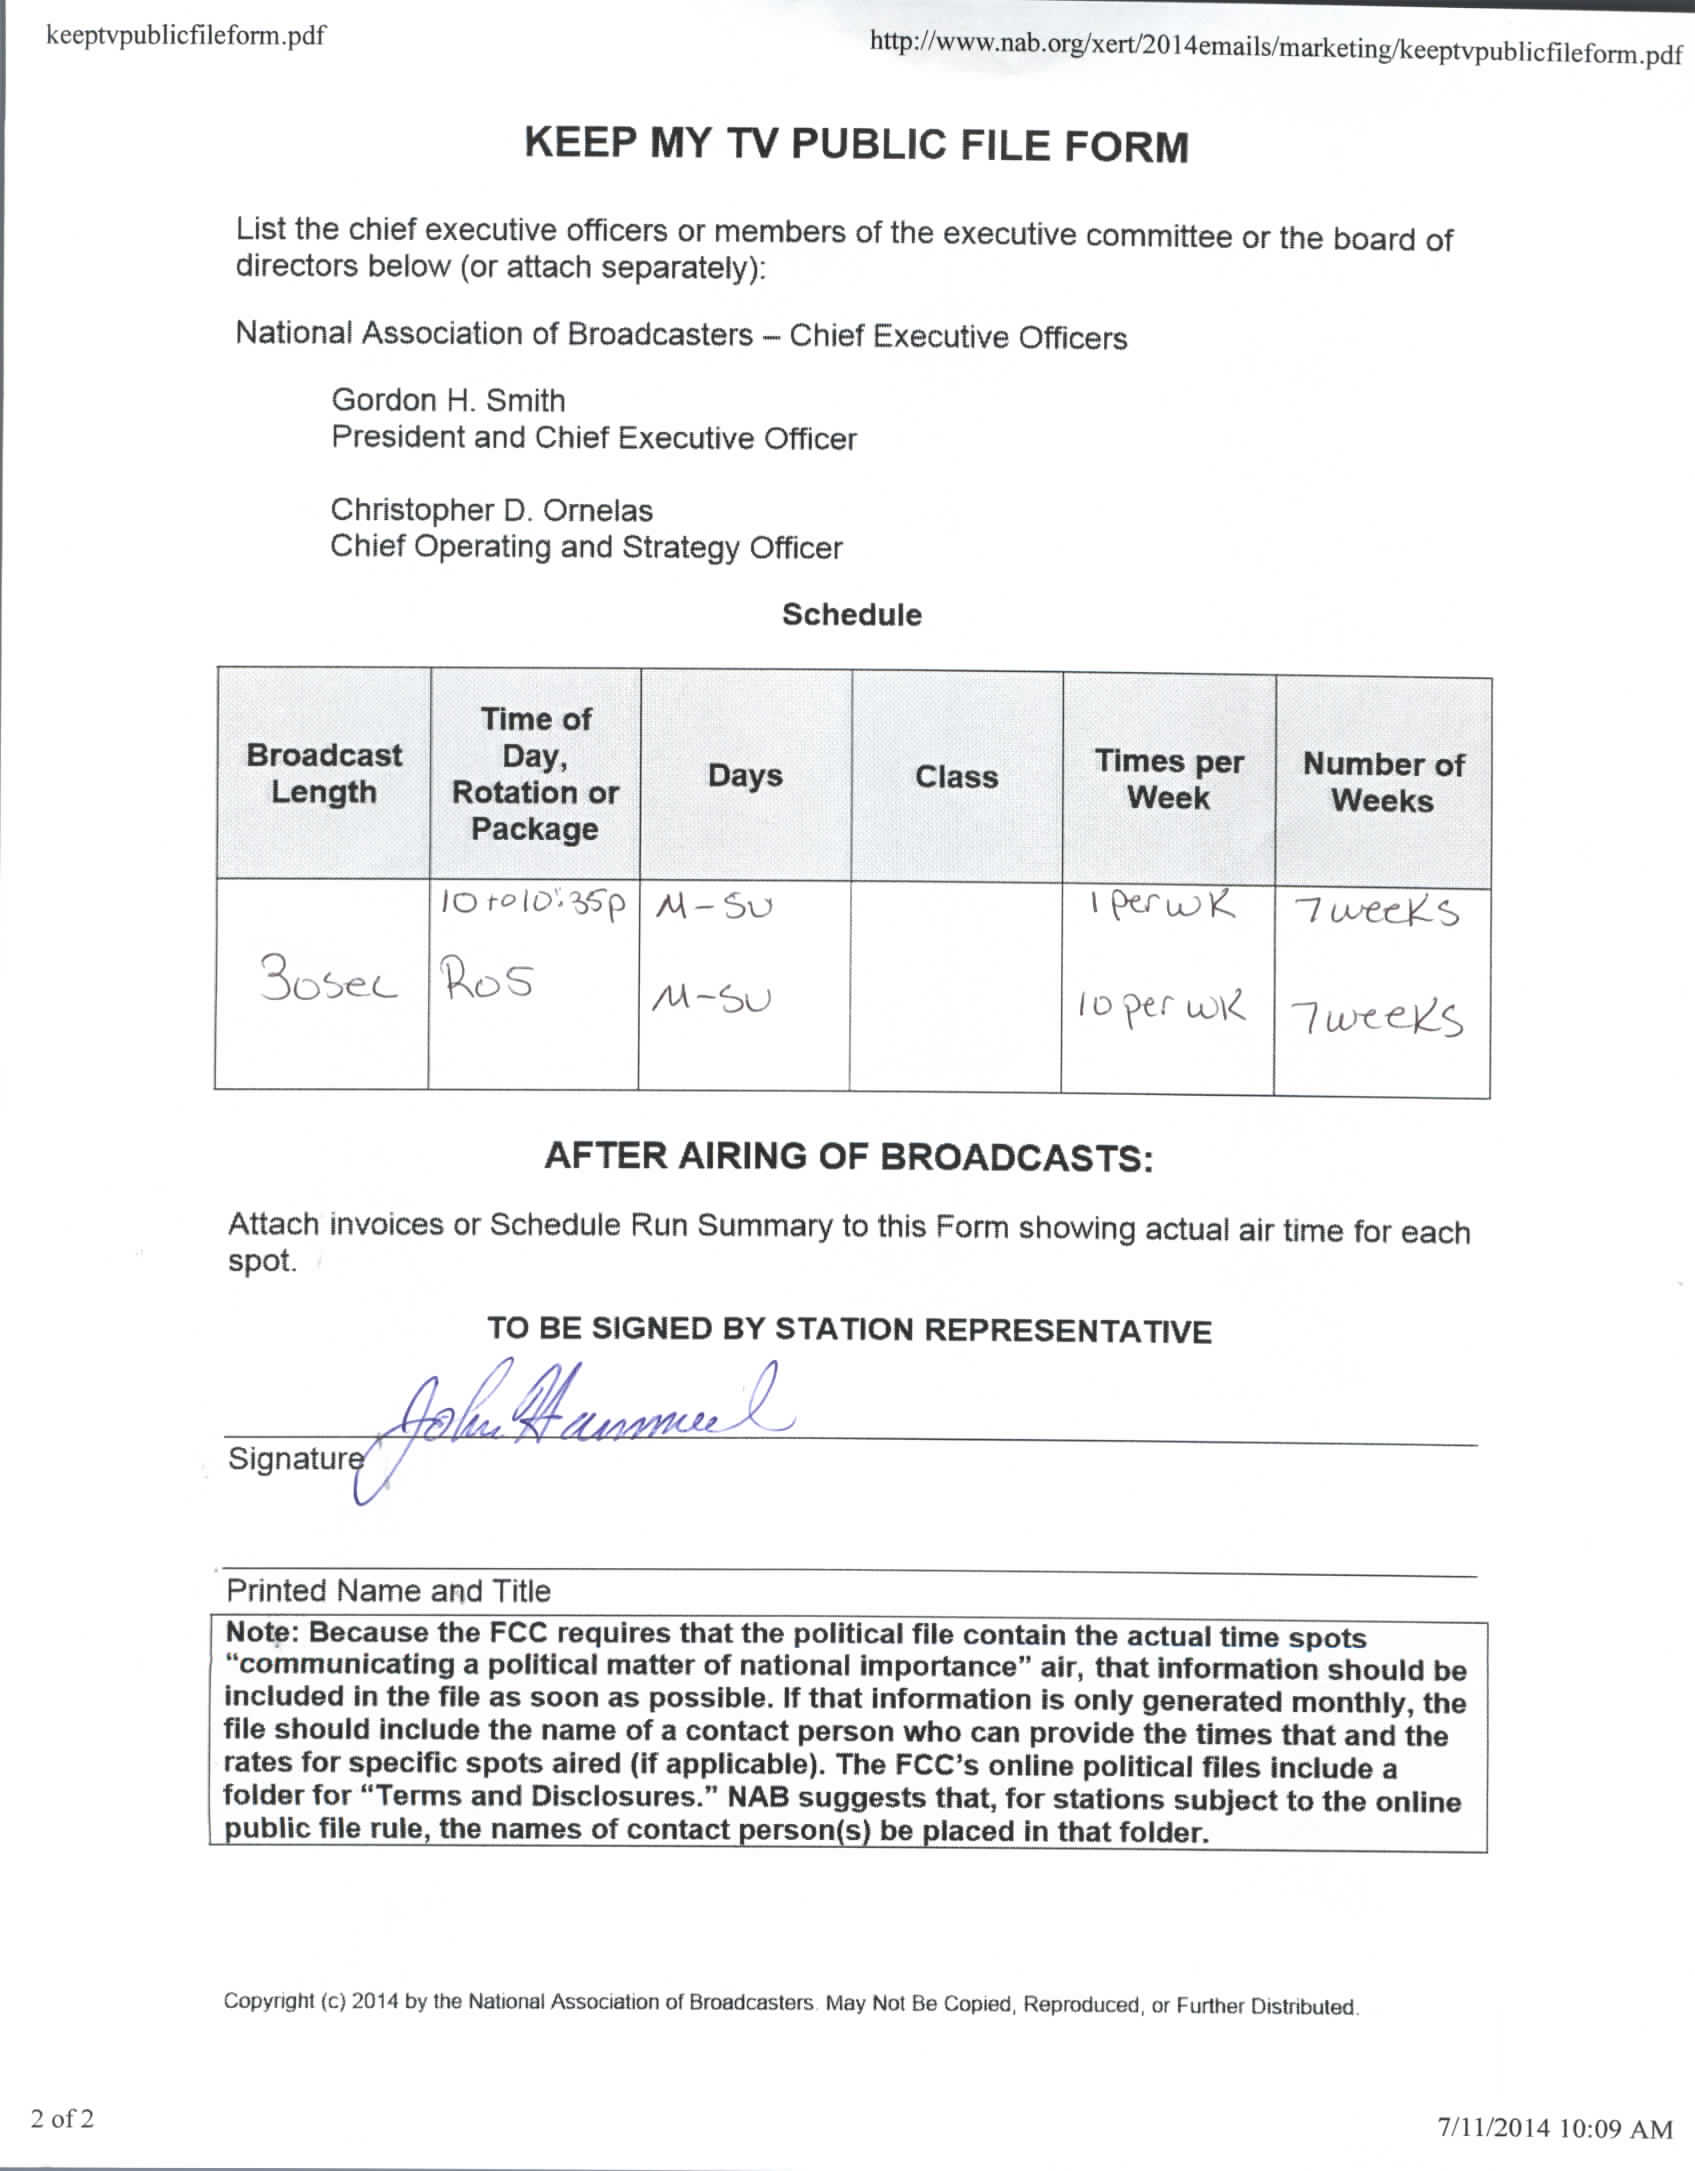 keeptvpublicfileform.pdf http://www.nab.org/xert/2014emails/marketing/keeptvpublicfileform.pdf
KEEP MY TV PUBLIC FILE FORM
List the chief executive officers or members of the executive committee or the board of
directors below (or attach separately):
National Association of Broadcasters – Chief Executive Officers
Gordon H. Smith
President and Chief Executive Officer
Christopher D. Ornelas
Chief Operating and Strategy Officer
Schedule
Broadcast Length Time of Day, Rotation or Package Days Class Times per Week Number of Weeks
10 to 10:35p M-SU 1 per wk 7 weeks
30sec ROS M-SU 10 per wk 7 weeks
AFTER AIRING OF BROADCASTS:
Attach invoices or Schedule Run Summary to this Form showing actual air time for each
spot.
TO BE SIGNED BY STATION REPRESENTATIVE
John Hammel
Signature
Printed Name and Title
Note: Because the FCC requires that the political file contain the actual time spots
“communicating a political matter of national importance” air, that information should be
included in the file as soon as possible. If that information is only generated monthly, the
file should include the name of a contact person who can provide the times that and the
rates for specific spots aired (if applicable). The FCC’s online political files include a
folder for “Terms and Disclosures.” NAB suggests that, for stations subject to the online
public file rule, the names of contact person(s) be placed in that folder.
Copyright (c) 2014 by the National Association of Broadcasters. May Not Be Copied, Reproduced, or Further Distributed.
2 of 2 7/11/2014 10:09 AM